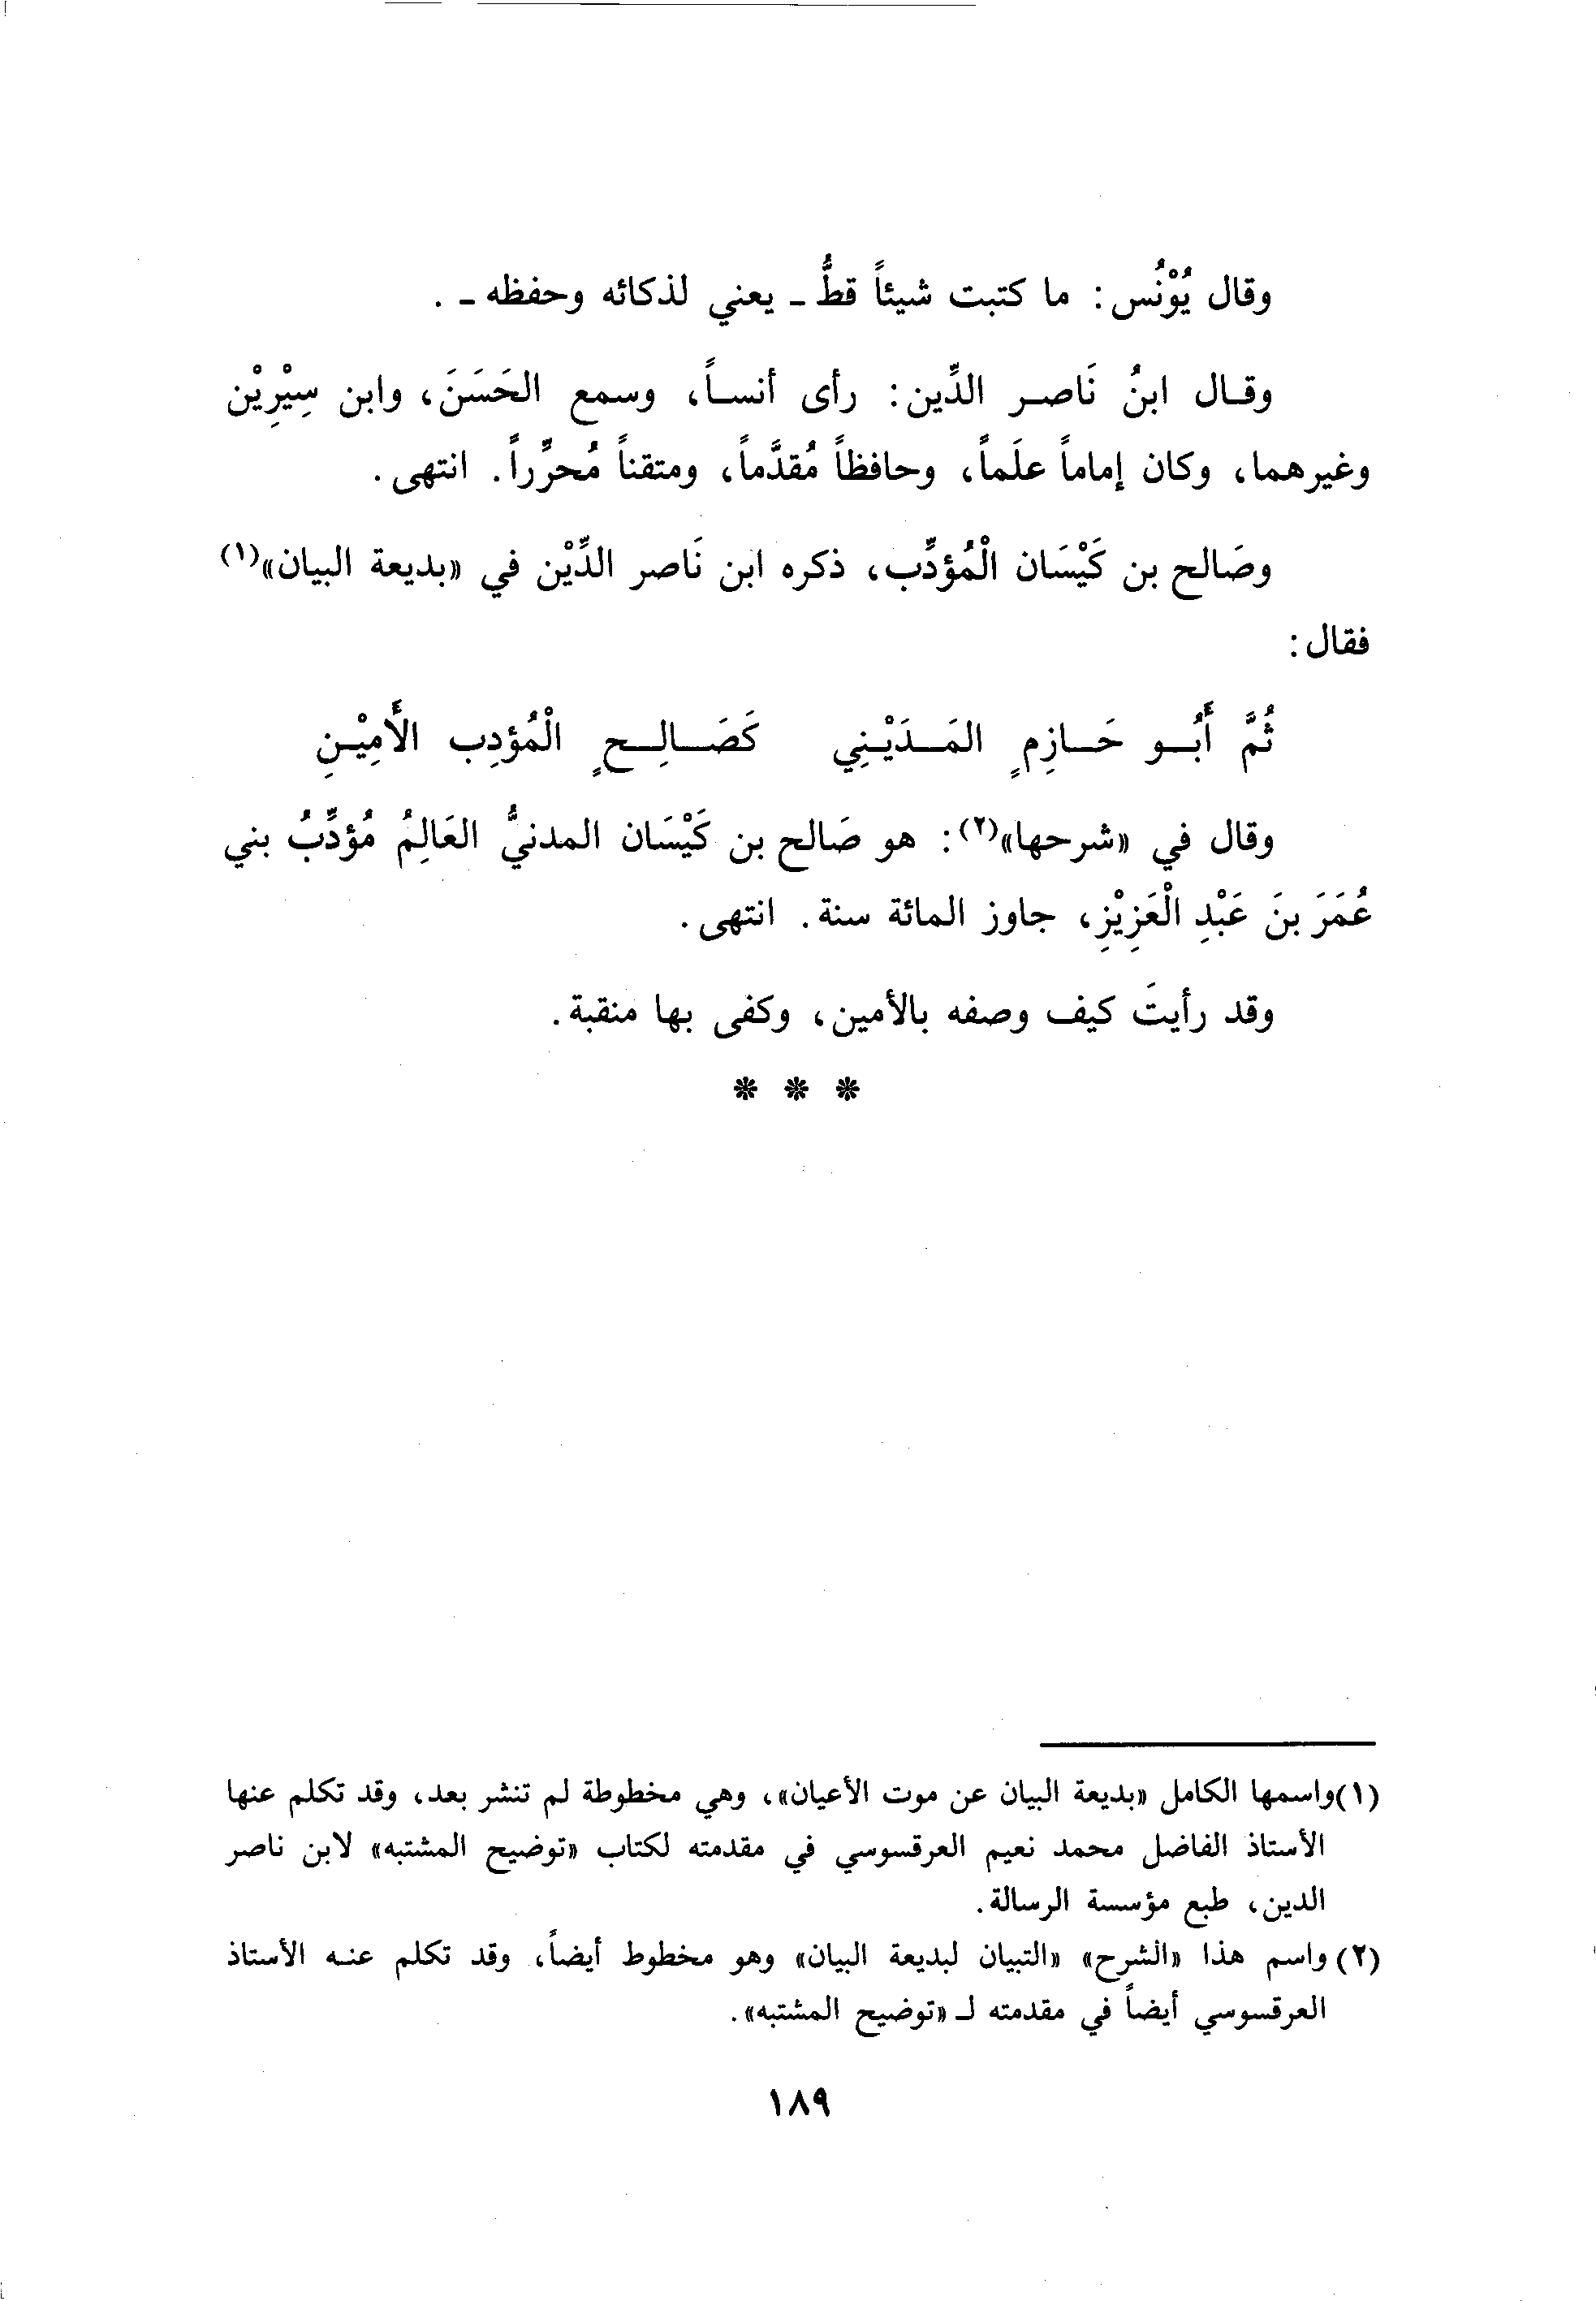 وقال يُوْنُس: ما كتبت شيئاً قطُّ - يعني لذكائه وحفظه - .
وقال ابنُ نَاصر الدِّين: رأى أنساً، وسمع الحَسَنَ، وابن سِيْرِيْن
وغيرهما، وكان إماماً علَماً، وحافظاً مُقدَّماً، ومتقناً مُحرِّراً. انتهى.
وصَالح بن كَيْسَان الْمُؤدِّب، ذكره ابن نَاصر الدِّيْن في «بديعة البيان»(١)
فقال:
ثُمَّ أَبُو حَازِمٍ المَدَيْنِي كَصَالِحٍ الْمُؤدِب الأَمِيْنِ
وقال في «شرحها»(٢): هو صَالح بن كَيْسَان المدنيُّ العَالِمُ مُؤدِّبُ بني
عُمَرَ بنَ عَبْدِ الْعَزِيْزِ، جاوز المائة سنة. انتهى.
وقد رأيتَ كيف وصفه بالأمين، وكفى بها منقبة.
* * *
(١) واسمها الكامل «بديعة البيان عن موت الأعيان»، وهي مخطوطة لم تنشر بعد، وقد تكلم عنها
الأستاذ الفاضل محمد نعيم العرقسوسي في مقدمته لكتاب «توضيح المشتبه» لابن ناصر
الدين، طبع مؤسسة الرسالة.
(٢) واسم هذا «الشرح» «التبيان لبديعة البيان» وهو مخطوط أيضاً، وقد تكلم عنه الأستاذ
العرقسوسي أيضاً في مقدمته لـ «توضيح المشتبه».
١٨٩